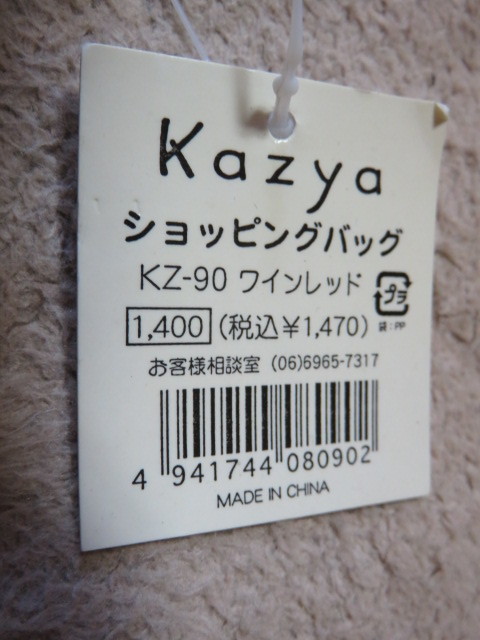 Kazya
ショッピングバッグ
KZ-90 ワインレッド
プラ
袋:PP
1,400 (税込¥1,470)
お客様相談室 (06)6965-7317
4 941744 080902
MADE IN CHINA